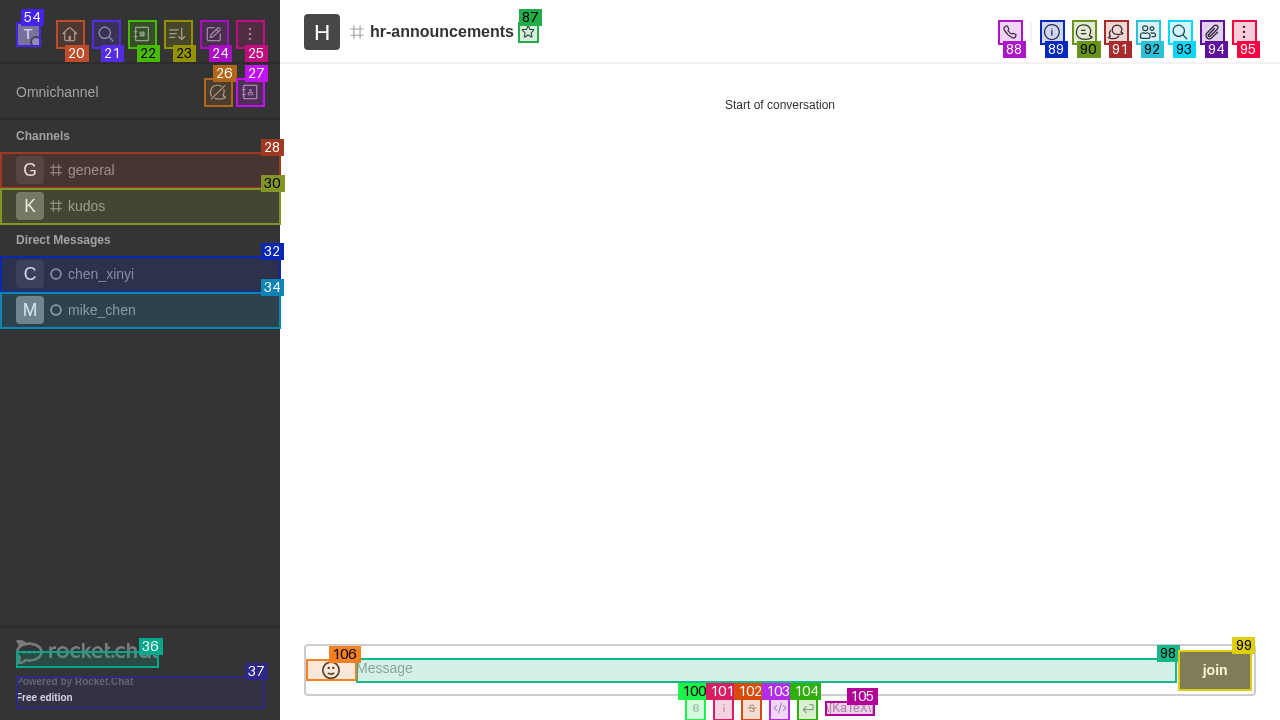 54
T
20
21
22
23
24
25
H
hr-announcements
87
88
89
90
91
92
93
94
95
Omnichannel
26
27
Start of conversation
Channels
28
G
general
30
K
kudos
Direct Messages
32
C
chen_xinyi
34
M
mike_chen
36
rocket.chat
37
Powered by Rocket.Chat
Free edition
106
Message
98
99
join
100
101
102
103
104
105
B
i
S
</>
\(KaTeX\)